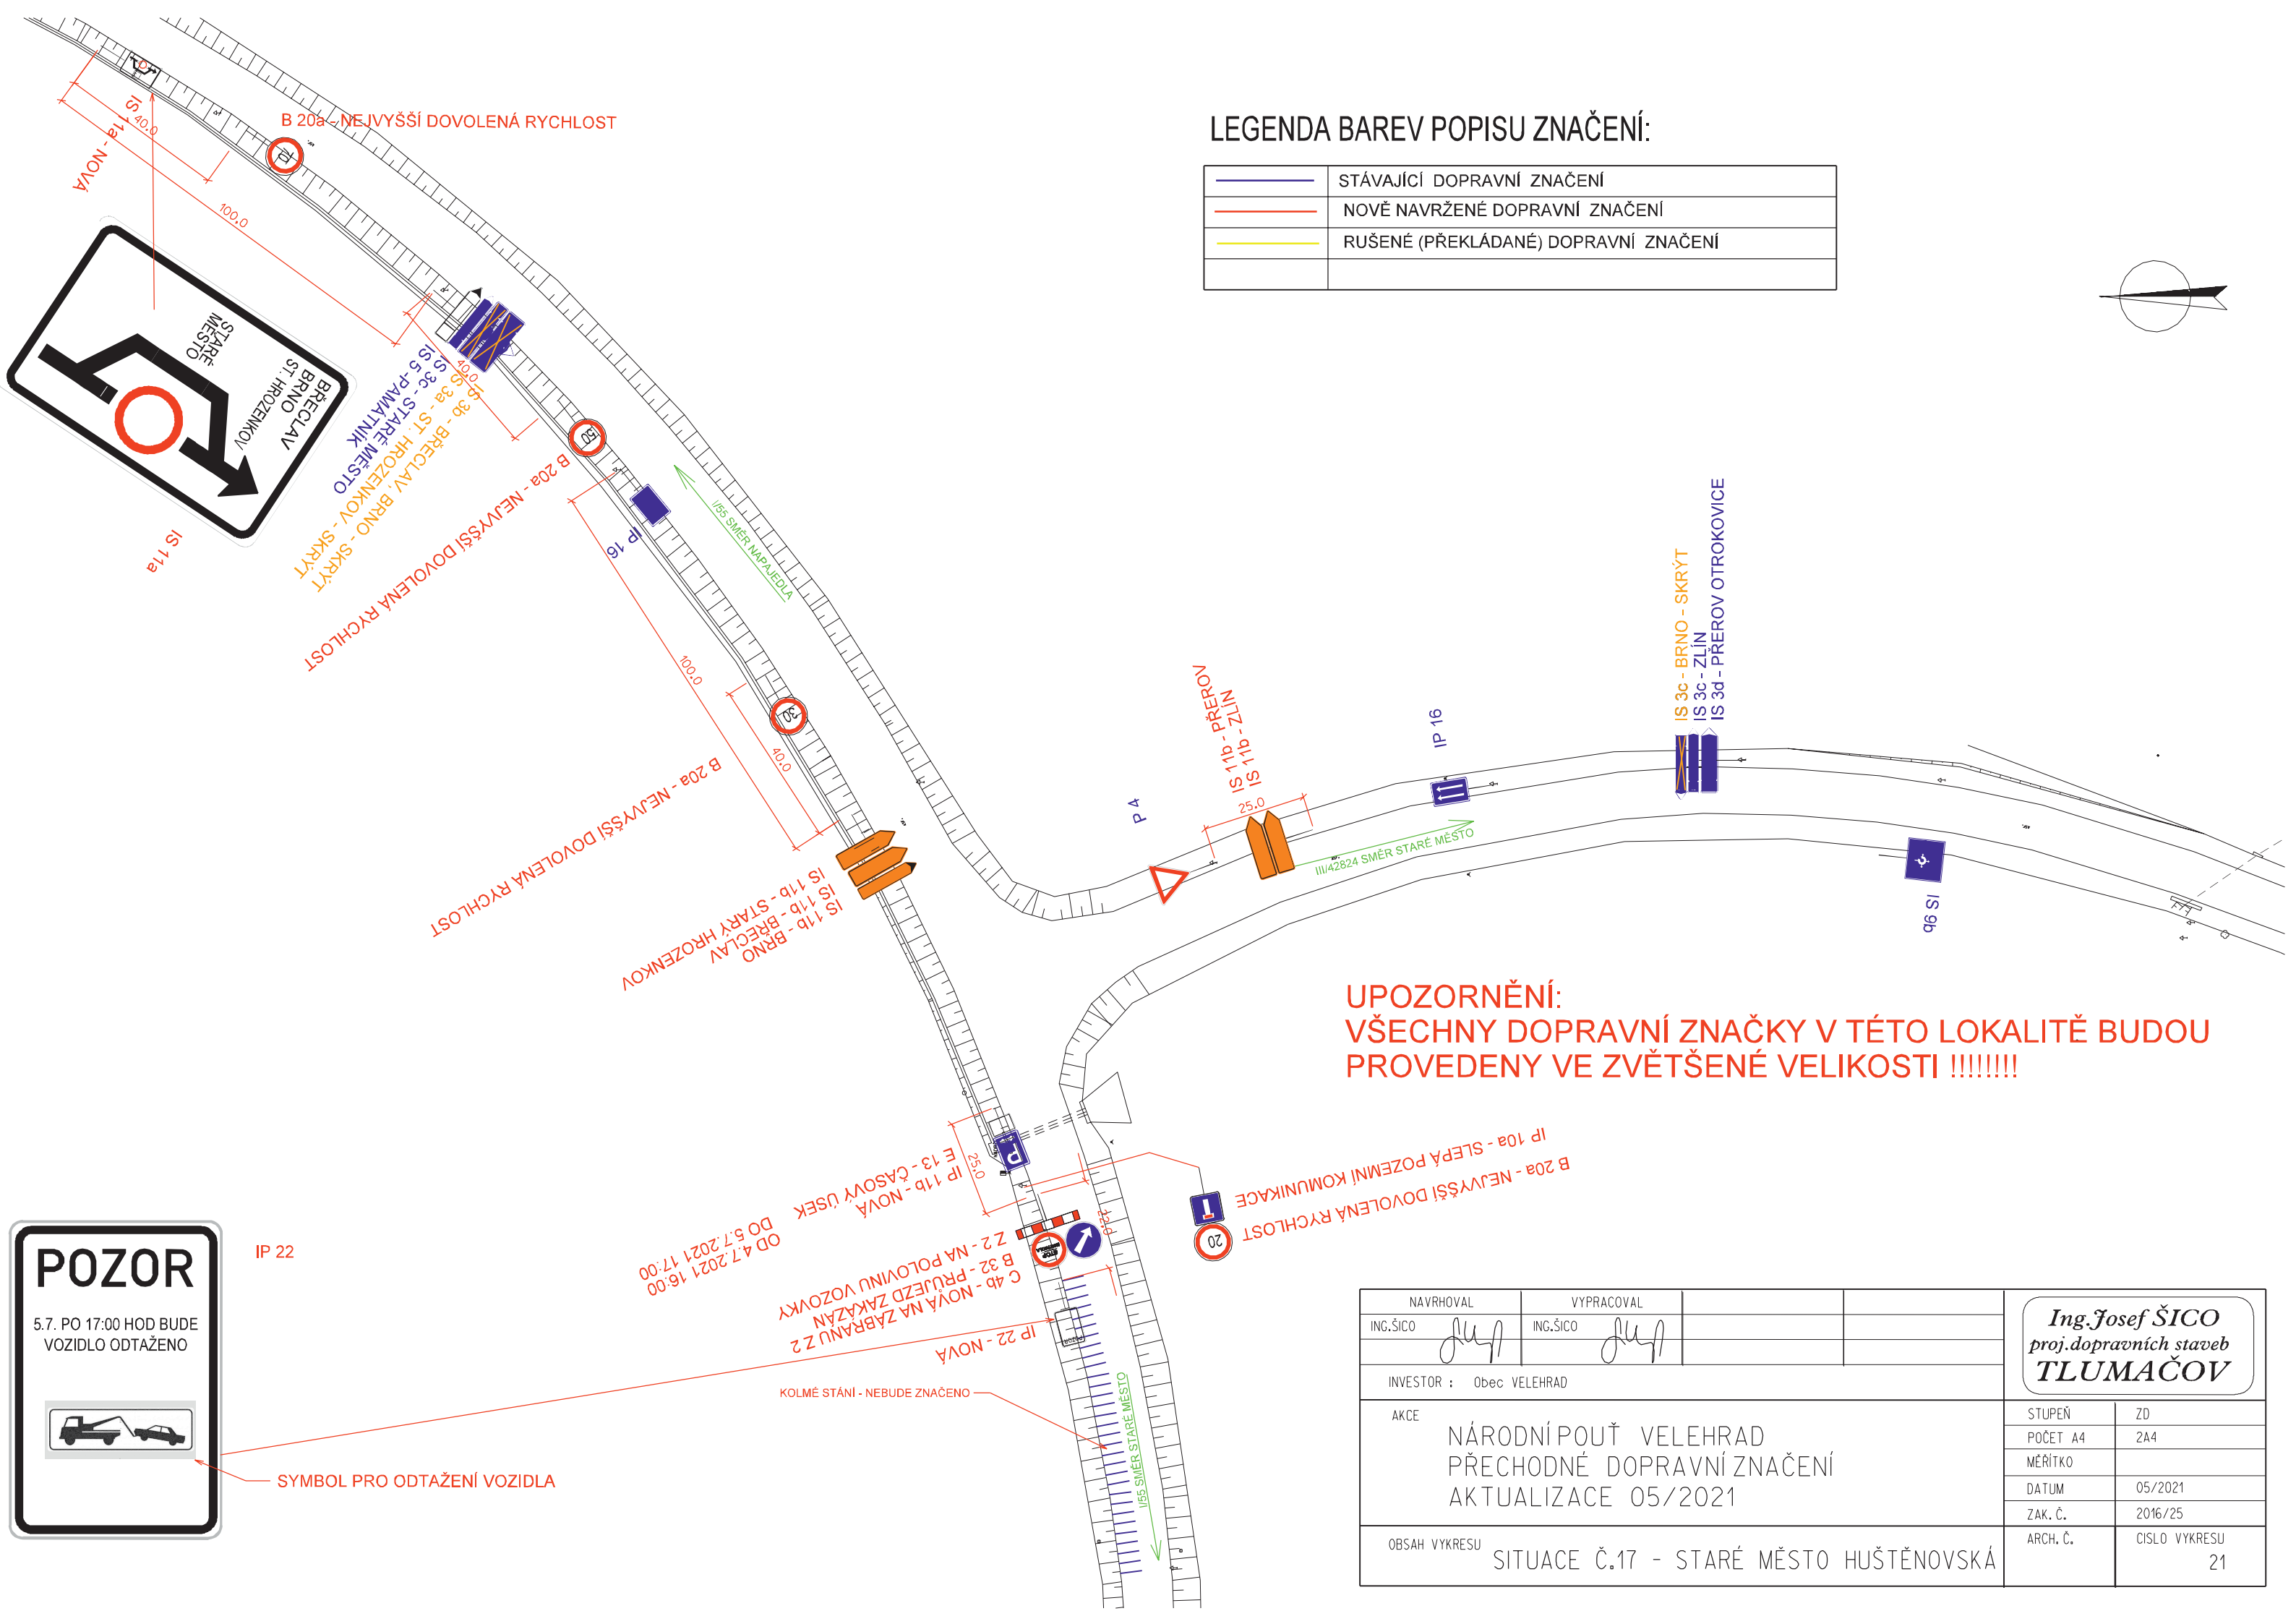 B 20a - NEJVYŠŠÍ DOVOLENÁ RYCHLOST
IS 11a - NOVÁ
40.0
100.0
70
STARÉ
MĚSTO
BŘECLAV
BRNO
ST. HROZENKOV
IS 11a
40.0
IS 5 - PAMÁTNÍK
IS 3c - STARÉ MĚSTO
IS 3a - ST. HROZENKOV - SKRÝT
IS 3b - BŘECLAV, BRNO - SKRÝT
50
B 20a - NEJVYŠŠÍ DOVOLENÁ RYCHLOST
IP 16
I/55 SMĚR NAPAJEDLA
100.0
30
40.0
B 20a - NEJVYŠŠÍ DOVOLENÁ RYCHLOST
IS 11b - STARÝ HROZENKOV
IS 11b - BŘECLAV
IS 11b - BRNO
LEGENDA BAREV POPISU ZNAČENÍ:
STÁVAJÍCÍ DOPRAVNÍ ZNAČENÍ
NOVĚ NAVRŽENÉ DOPRAVNÍ ZNAČENÍ
RUŠENÉ (PŘEKLÁDANÉ) DOPRAVNÍ ZNAČENÍ
P 4
IS 11b - PŘEROV
IS 11b - ZLÍN
25.0
IP 16
III/42824 SMĚR STARÉ MĚSTO
IS 3c - BRNO - SKRÝT
IS 3c - ZLÍN
IS 3d - PŘEROV OTROKOVICE
IS 9b
UPOZORNĚNÍ:
VŠECHNY DOPRAVNÍ ZNAČKY V TÉTO LOKALITĚ BUDOU
PROVEDENY VE ZVĚTŠENÉ VELIKOSTI !!!!!!!!
P
25.0
IP 11b - NOVÁ
E 13 - ČASOVÝ ÚSEK
OD 4.7.2021 16:00
DO 5.7.2021 17:00
22.0
IP 10a - SLEPÁ POZEMNÍ KOMUNIKACE
B 20a - NEJVYŠŠÍ DOVOLENÁ RYCHLOST
20
Z 2 - NA POLOVINU VOZOVKY
B 32 - PRŮJEZD ZAKÁZÁN
C 4b - NOVÁ NA ZÁBRANU Z 2
IP 22 - NOVÁ
POZOR
KOLMÉ STÁNÍ - NEBUDE ZNAČENO
I/55 SMĚR STARÉ MĚSTO
POZOR
5.7. PO 17:00 HOD BUDE
VOZIDLO ODTAŽENO
IP 22
SYMBOL PRO ODTAŽENÍ VOZIDLA
NAVRHOVAL
VYPRACOVAL
ING.ŠICO
ING.ŠICO
INVESTOR : Obec VELEHRAD
AKCE
NÁRODNÍ POUŤ VELEHRAD
PŘECHODNÉ DOPRAVNÍ ZNAČENÍ
AKTUALIZACE 05/2021
OBSAH VYKRESU
SITUACE Č.17 - STARÉ MĚSTO HUŠTĚNOVSKÁ
Ing.Josef ŠICO
proj.dopravních staveb
TLUMAČOV
STUPEŇ ZD
POČET A4 2A4
MĚŘÍTKO
DATUM 05/2021
ZAK. Č. 2016/25
ARCH. Č.
CISLO VYKRESU
21